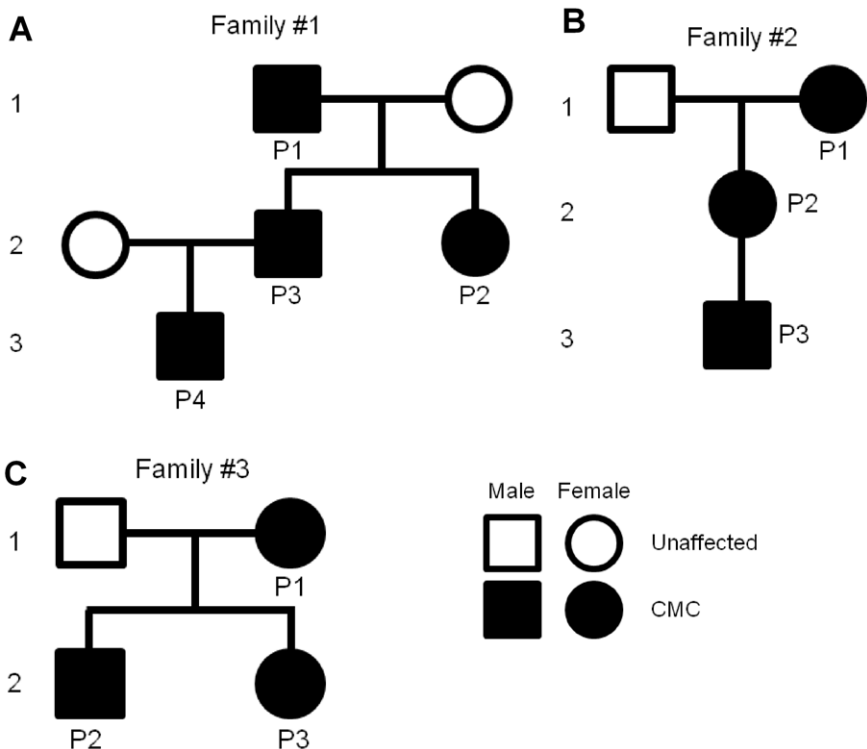 A
Family #1
1
P1
2
P3
P2
3
P4
B
Family #2
1
P1
2
P2
3
P3
C
Family #3
1
P1
2
P2
P3
Male Female
Unaffected
CMC